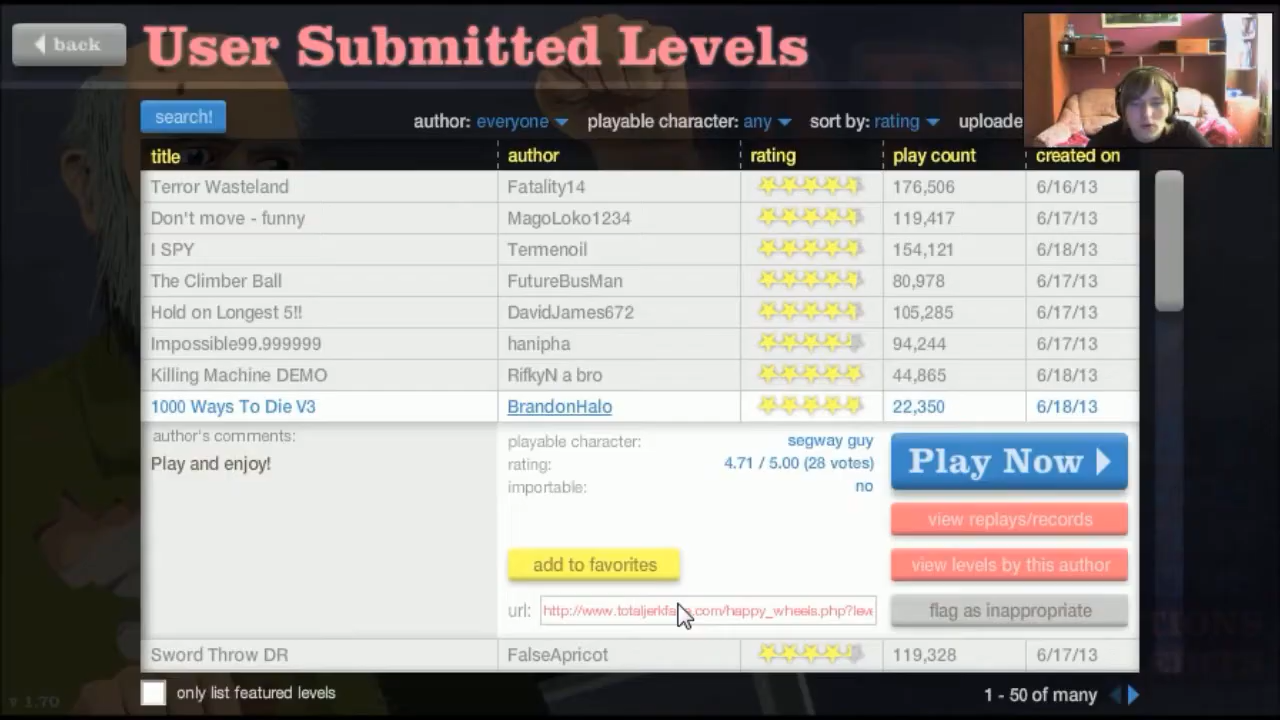 back
User Submitted Levels
search!
author: everyone playable character: any sort by: rating uploade
title author rating play count created on
Terror Wasteland Fatality14 176,506 6/16/13
Don't move - funny MagoLoko1234 119,417 6/17/13
I SPY Termenoil 154,121 6/18/13
The Climber Ball FutureBusMan 80,978 6/17/13
Hold on Longest 5!! DavidJames672 105,285 6/17/13
Impossible99.999999 hanipha 94,244 6/17/13
Killing Machine DEMO RifkyN a bro 44,865 6/18/13
1000 Ways To Die V3 BrandonHalo 22,350 6/18/13
author's comments:
Play and enjoy!
playable character: segway guy
rating: 4.71 / 5.00 (28 votes)
importable: no
Play Now
view replays/records
add to favorites
view levels by this author
url:
flag as inappropriate
Sword Throw DR FalseApricot 119,328 6/17/13
only list featured levels
1 - 50 of many
v 1.70